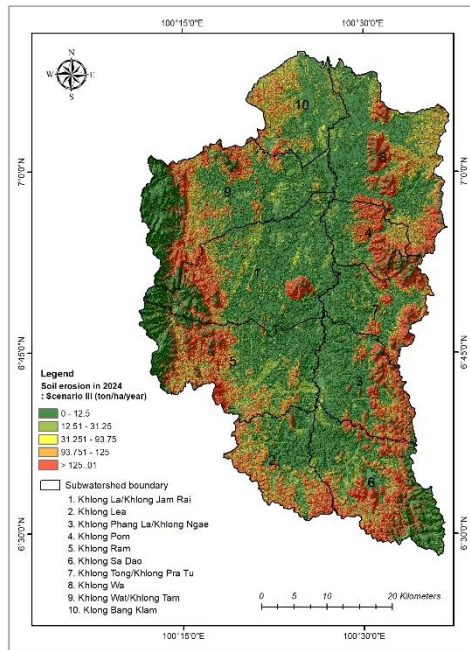 100°15'0"E 100°30'0"E
N
W E
S
10
8
7°0'0"N 7°0'0"N
9
4
1
7
6°45'0"N 6°45'0"N
5
3
Legend
Soil erosion in 2024
: Scenario III (ton/ha/year)
0 - 12.5
12.51 - 31.25
31.251 - 93.75
93.751 - 125
> 125..01
Subwatershed boundary
1. Khlong La/Khlong Jam Rai
2. Khlong Lea
3. Khlong Phang La/Khlong Ngae
4. Khlong Pom
5. Khlong Ram
6. Khlong Sa Dao
7. Khlong Tong/Khlong Pra Tu
8. Khlong Wa
9. Khlong Wat/Khlong Tam
10. Klong Bang Klam
2
6
6°30'0"N 6°30'0"N
0 5 10 20 Kilometers
100°15'0"E 100°30'0"E